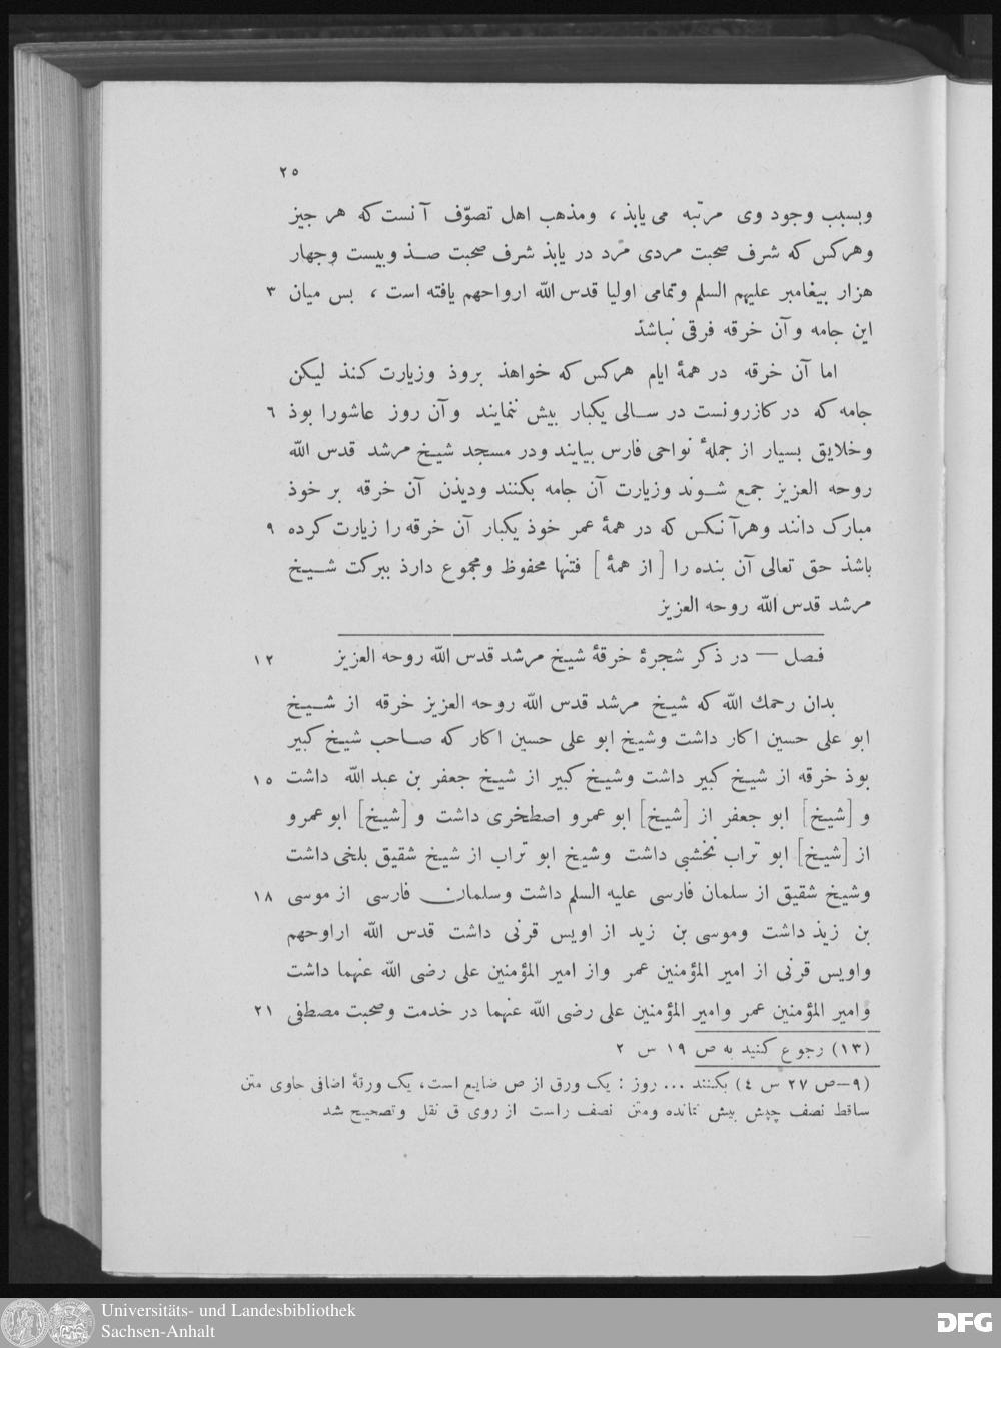 ٢٥
وبسبب وجود وی مرتبه می یابذ ، ومذهب اهل تصوّف آنست که هر جیز
وهرکس که شرف صحبت مردی مرد در یابذ شرف صحبت صــذ وبیست وجهار
هزار بیغامبر علیهم السلم وتمامی اولیا قدس الله ارواحهم یافته است ، بس میان ٣
این جامه وآن خرقه فرقی نباشذ
اما آن خرقه در همهٔ ایام هرکس که خواهذ بروذ وزیارت کنذ لیکن
جامه که در کازرونست در ســالی یکبار بیش ننمایند وآن روز عاشورا بوذ ٦
وخلایق بسیار از جملهٔ نواحی فارس بیایند ودر مسجد شیخ مرشد قدس الله
روحه العزیز جمع شــوند وزیارت آن جامه بکنند ودیذن آن خرقه بر خوذ
مبارک دانند وهرآنکس که در همهٔ عمر خوذ یکبار آن خرقه را زیارت کرده ٩
باشذ حق تعالی آن بنده را [از همهٔ] فتنها محفوظ ومجموع دارذ ببرکت شــیخ
مرشد قدس الله روحه العزیز
فصل — در ذکر شجرهٔ خرقهٔ شیخ مرشد قدس الله روحه العزیز ١٢
بدان رحمك الله که شیخ مرشد قدس الله روحه العزیز خرقه از شــیخ
ابو علی حسین اکار داشت وشیخ ابو علی حسین اکار که صـاحب شیخ کبیر
بوذ خرقه از شیخ کبیر داشت وشیخ کبیر از شیخ جعفر بن عبد الله داشت ١٥
و [شیخ] ابو جعفر از [شیخ] ابو عمرو اصطخری داشت و [شیخ] ابو عمرو
از [شیخ] ابو تراب نخشبی داشت وشیخ ابو تراب از شیخ شقیق بلخی داشت
وشیخ شقیق از سلمان فارسی علیه السلم داشت وسلمان فارسی از موسی ١٨
بن زیذ داشت وموسی بن زید از اویس قرنی داشت قدس الله اراوحهم
واویس قرنی از امیر المؤمنین عمر واز امیر المؤمنین علی رضی الله عنهما داشت
وامیر المؤمنین عمر وامیر المؤمنین علی رضی الله عنهما در خدمت وصحبت مصطفی ٢١
(١٣) رجوع کنید به ص ١٩ س ٢
(٩–ص ٢٧ س ٤) بکنند ... روز : یک ورق از ص ضایع است، یک ورقهٔ اضافی حاوی متن
ساقط نصف چپش بیش نمانده ومتن نصف راست از روی ق نقل وتصحیح شد
Universitäts- und Landesbibliothek
Sachsen-Anhalt
DFG